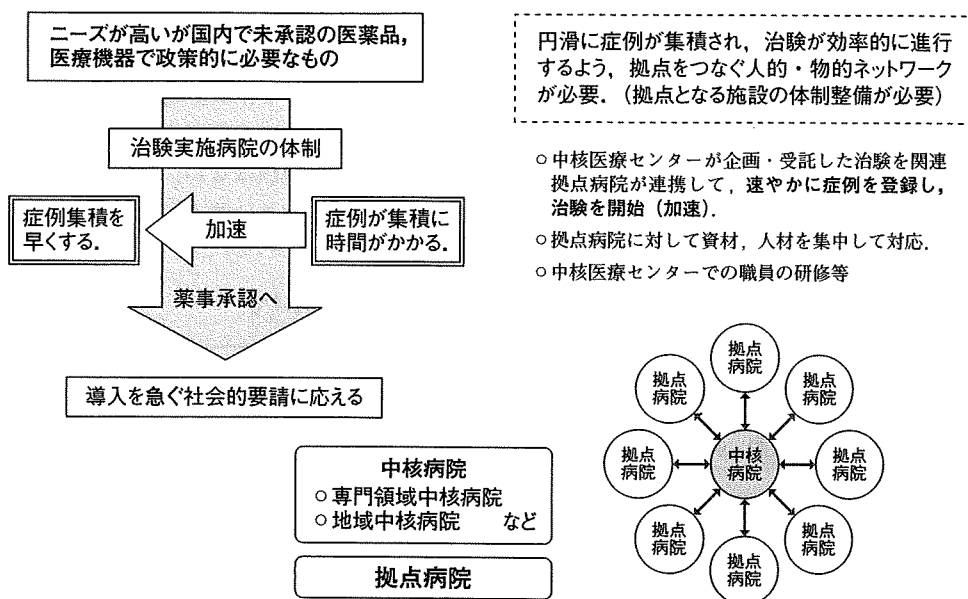 ニーズが高いが国内で未承認の医薬品，
医療機器で政策的に必要なもの
治験実施病院の体制
症例集積を
早くする．
加速
症例が集積に
時間がかかる．
薬事承認へ
導入を急ぐ社会的要請に応える
円滑に症例が集積され，治験が効率的に進行
するよう，拠点をつなぐ人的・物的ネットワーク
が必要．（拠点となる施設の体制整備が必要）
○中核医療センターが企画・受託した治験を関連
拠点病院が連携して，速やかに症例を登録し，
治験を開始（加速）．
○拠点病院に対して資材，人材を集中して対応．
○中核医療センターでの職員の研修等
中核病院
○専門領域中核病院
○地域中核病院　など
拠点病院
拠点
病院
拠点
病院
拠点
病院
拠点
病院
中核
病院
拠点
病院
拠点
病院
拠点
病院
拠点
病院